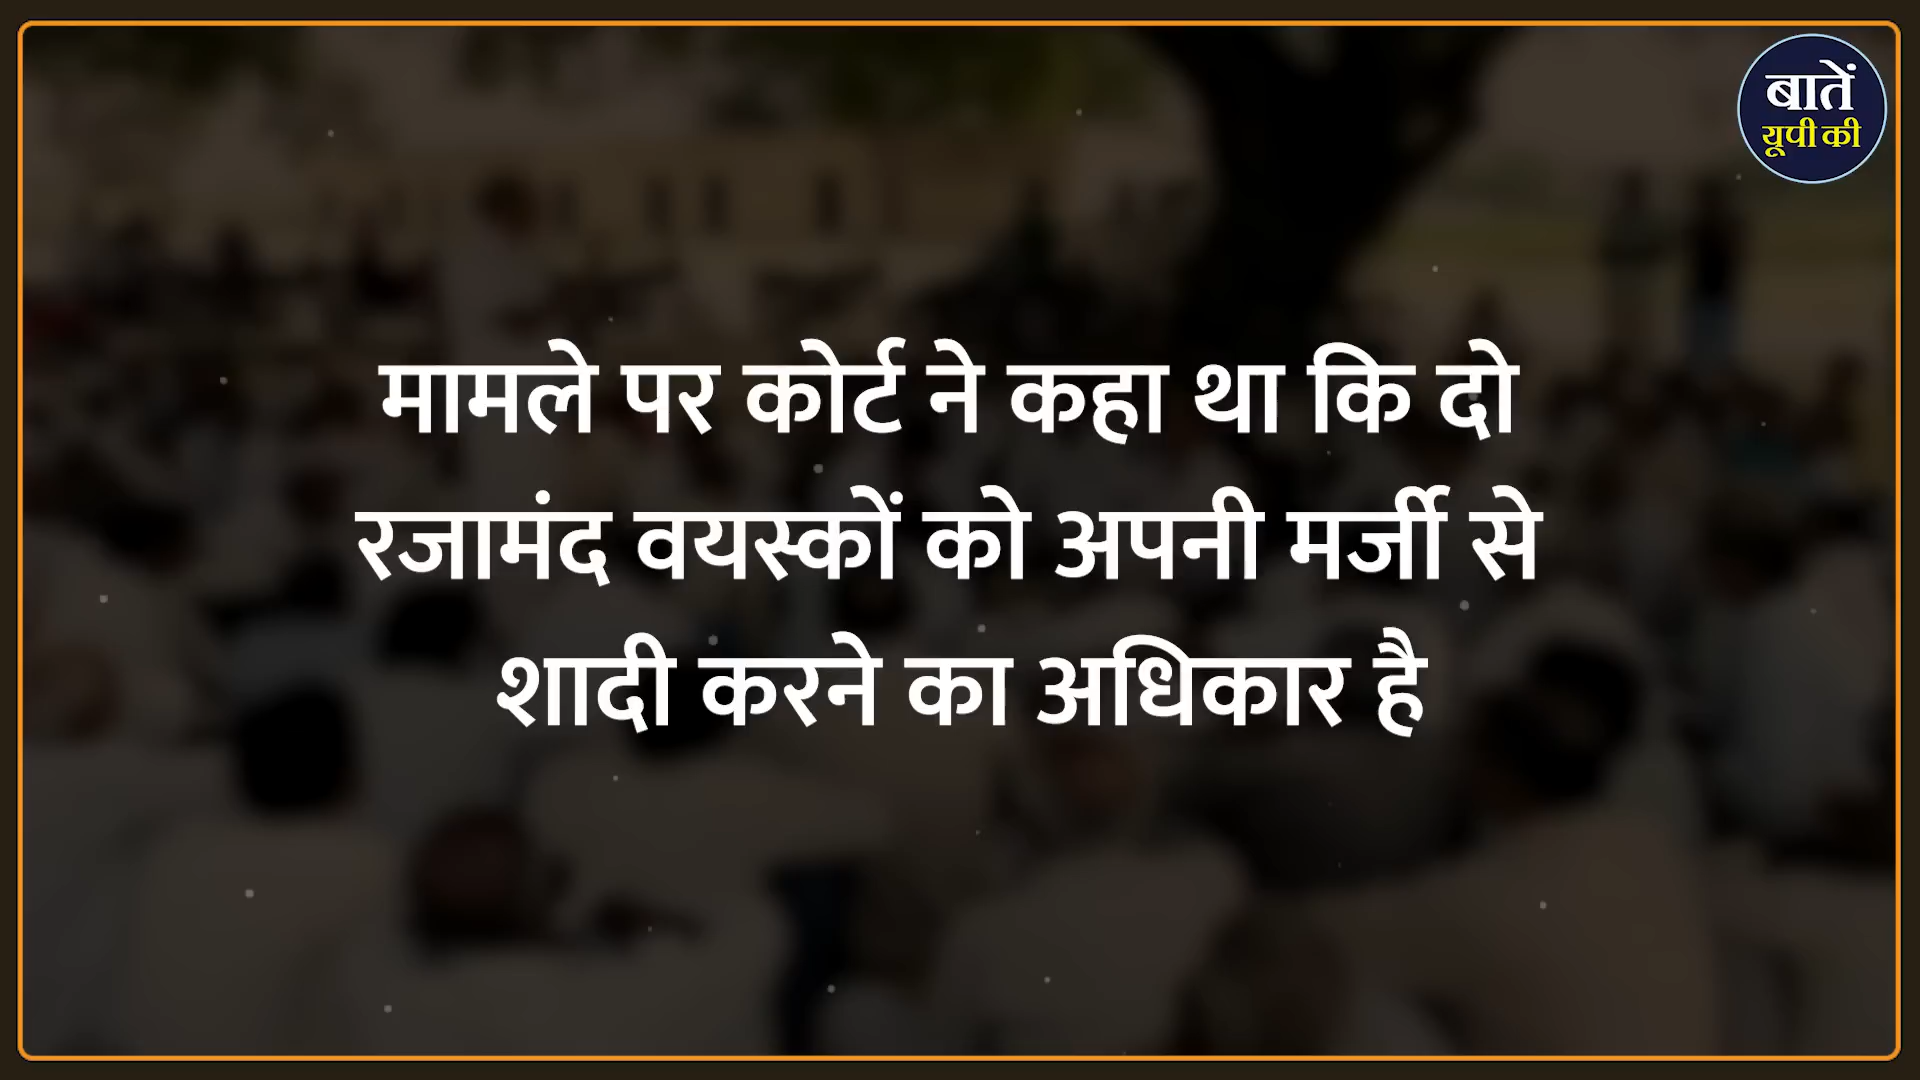 बातें
यूपी की
मामले पर कोर्ट ने कहा था कि दो
रजामंद वयस्कों को अपनी मर्जी से
शादी करने का अधिकार है